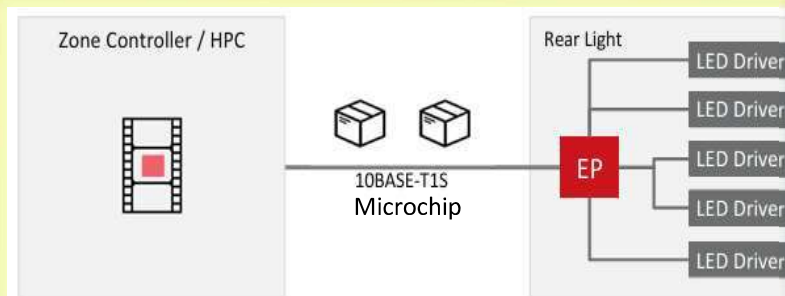 Zone Controller / HPC
Rear Light
LED Driver
LED Driver
EP
LED Driver
10BASE-T1S
Microchip
LED Driver
LED Driver